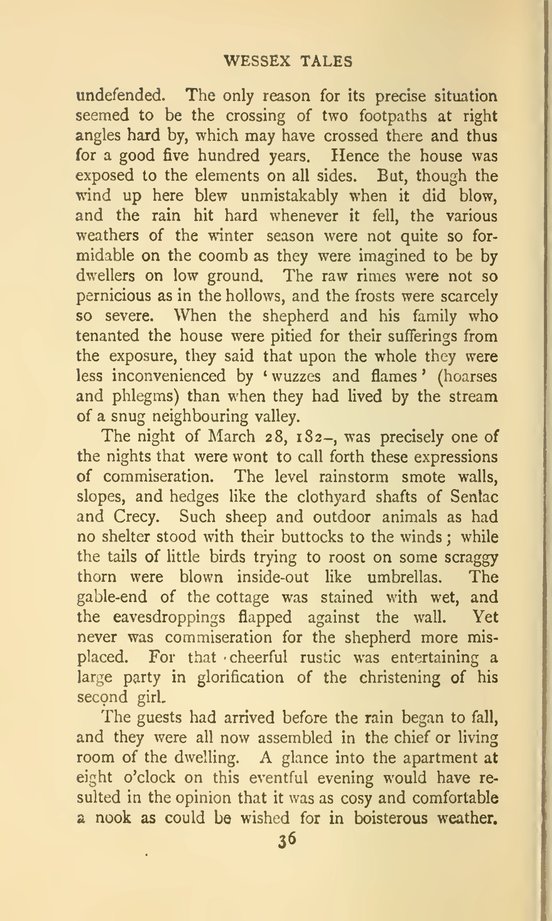 WESSEX TALES
undefended. The only reason for its precise situation
seemed to be the crossing of two footpaths at right
angles hard by, which may have crossed there and thus
for a good five hundred years. Hence the house was
exposed to the elements on all sides. But, though the
wind up here blew unmistakably when it did blow,
and the rain hit hard whenever it fell, the various
weathers of the winter season were not quite so for-
midable on the coomb as they were imagined to be by
dwellers on low ground. The raw rimes were not so
pernicious as in the hollows, and the frosts were scarcely
so severe. When the shepherd and his family who
tenanted the house were pitied for their sufferings from
the exposure, they said that upon the whole they were
less inconvenienced by ‘wuzzes and flames’ (hoarses
and phlegms) than when they had lived by the stream
of a snug neighbouring valley.
The night of March 28, 182–, was precisely one of
the nights that were wont to call forth these expressions
of commiseration. The level rainstorm smote walls,
slopes, and hedges like the clothyard shafts of Senlac
and Crecy. Such sheep and outdoor animals as had
no shelter stood with their buttocks to the winds; while
the tails of little birds trying to roost on some scraggy
thorn were blown inside-out like umbrellas. The
gable-end of the cottage was stained with wet, and
the eavesdroppings flapped against the wall. Yet
never was commiseration for the shepherd more mis-
placed. For that cheerful rustic was entertaining a
large party in glorification of the christening of his
second girl.
The guests had arrived before the rain began to fall,
and they were all now assembled in the chief or living
room of the dwelling. A glance into the apartment at
eight o’clock on this eventful evening would have re-
sulted in the opinion that it was as cosy and comfortable
a nook as could be wished for in boisterous weather.
36